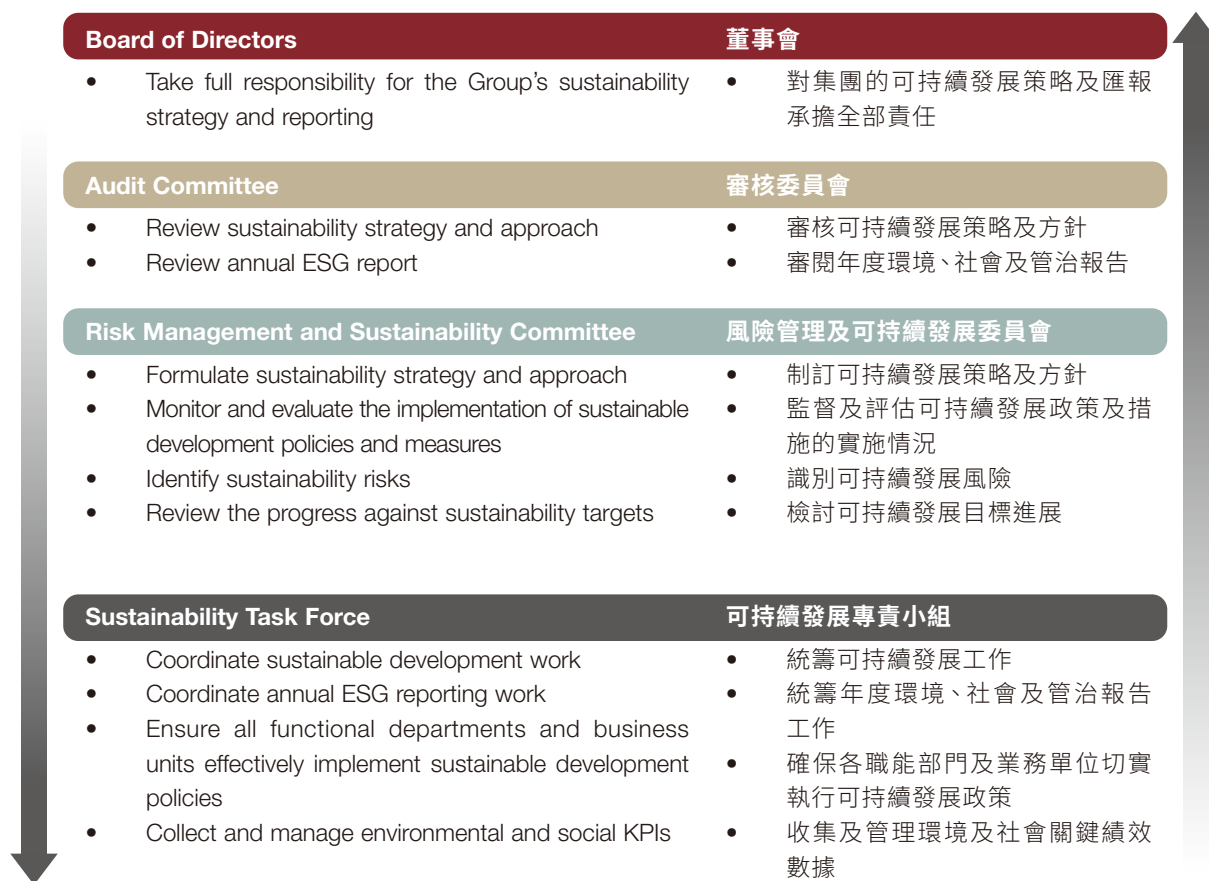 Board of Directors
董事會
• Take full responsibility for the Group's sustainability
strategy and reporting
• 對集團的可持續發展策略及匯報
承擔全部責任
Audit Committee
審核委員會
• Review sustainability strategy and approach
• Review annual ESG report
• 審核可持續發展策略及方針
• 審閱年度環境、社會及管治報告
Risk Management and Sustainability Committee
風險管理及可持續發展委員會
• Formulate sustainability strategy and approach
• Monitor and evaluate the implementation of sustainable
development policies and measures
• Identify sustainability risks
• Review the progress against sustainability targets
• 制訂可持續發展策略及方針
• 監督及評估可持續發展政策及措
施的實施情況
• 識別可持續發展風險
• 檢討可持續發展目標進展
Sustainability Task Force
可持續發展專責小組
• Coordinate sustainable development work
• Coordinate annual ESG reporting work
• Ensure all functional departments and business
units effectively implement sustainable development
policies
• Collect and manage environmental and social KPIs
• 統籌可持續發展工作
• 統籌年度環境、社會及管治報告
工作
• 確保各職能部門及業務單位切實
執行可持續發展政策
• 收集及管理環境及社會關鍵績效
數據